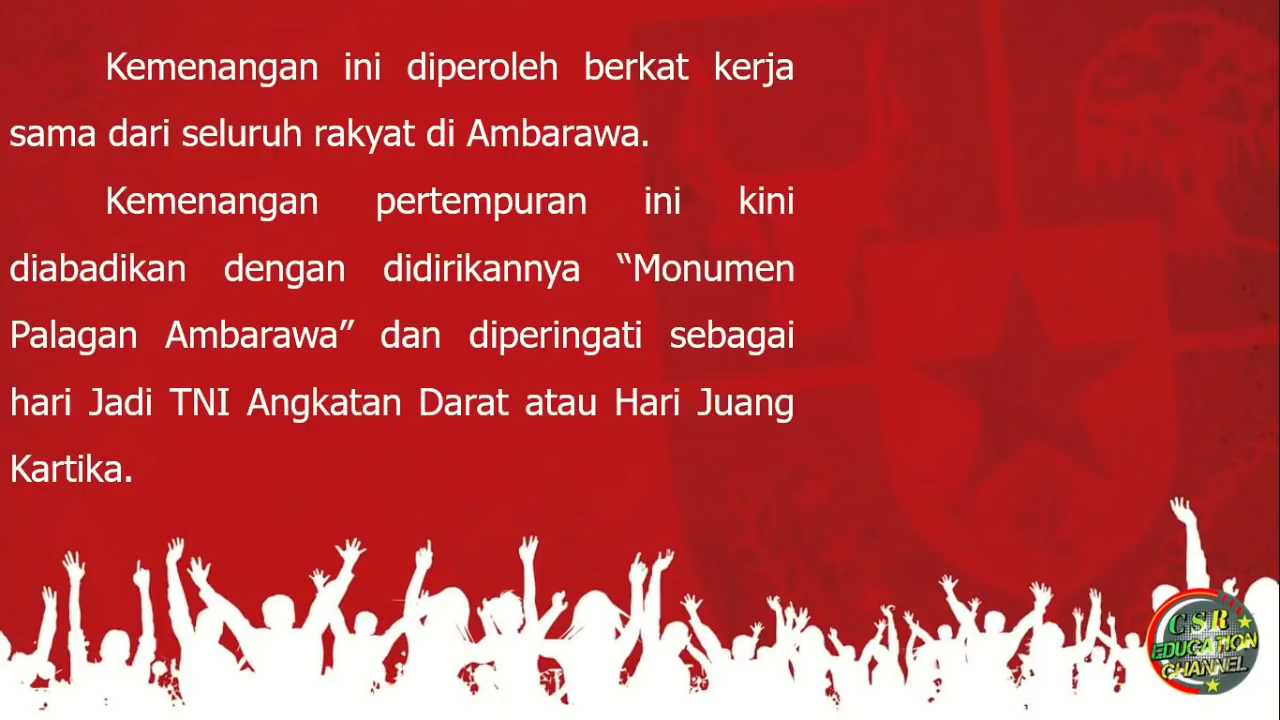 Kemenangan ini diperoleh berkat kerja
sama dari seluruh rakyat di Ambarawa.
Kemenangan pertempuran ini kini
diabadikan dengan didirikannya “Monumen
Palagan Ambarawa” dan diperingati sebagai
hari Jadi TNI Angkatan Darat atau Hari Juang
Kartika.
CSR
EDUCATION
CHANNEL